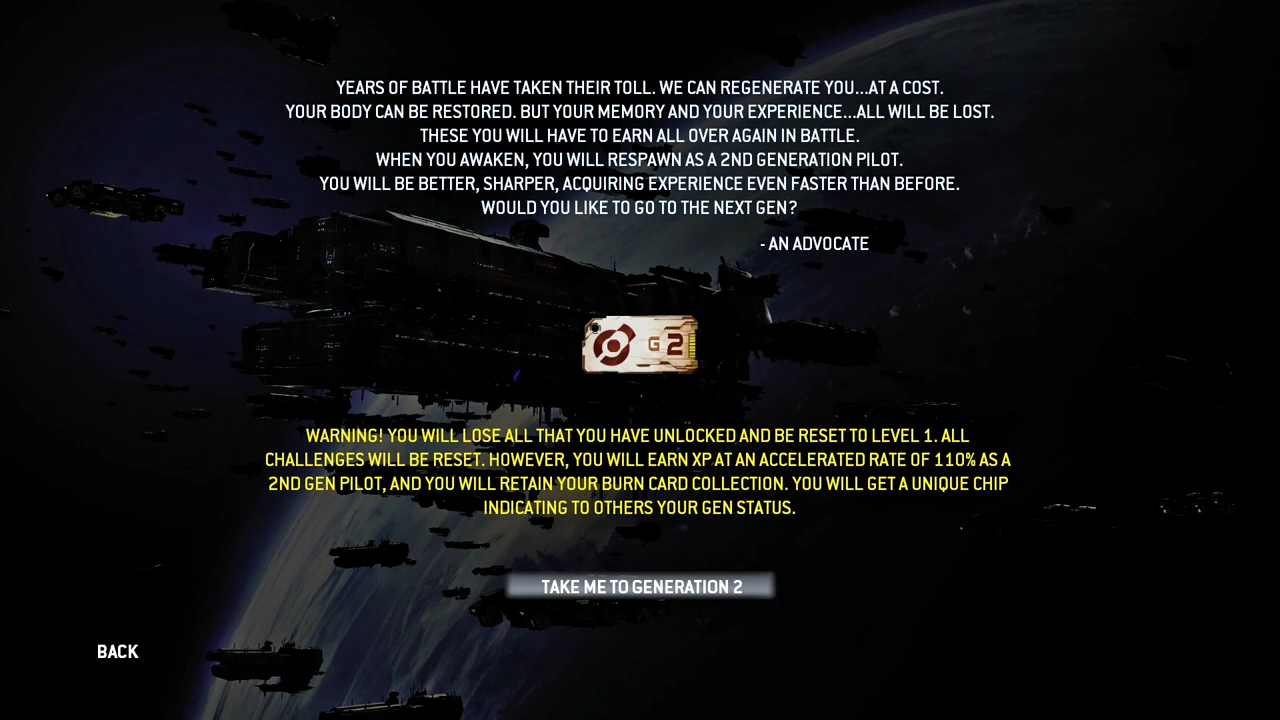 YEARS OF BATTLE HAVE TAKEN THEIR TOLL. WE CAN REGENERATE YOU...AT A COST.
YOUR BODY CAN BE RESTORED. BUT YOUR MEMORY AND YOUR EXPERIENCE...ALL WILL BE LOST.
THESE YOU WILL HAVE TO EARN ALL OVER AGAIN IN BATTLE.
WHEN YOU AWAKEN, YOU WILL RESPAWN AS A 2ND GENERATION PILOT.
YOU WILL BE BETTER, SHARPER, ACQUIRING EXPERIENCE EVEN FASTER THAN BEFORE.
WOULD YOU LIKE TO GO TO THE NEXT GEN?
- AN ADVOCATE
G 2
WARNING! YOU WILL LOSE ALL THAT YOU HAVE UNLOCKED AND BE RESET TO LEVEL 1. ALL
CHALLENGES WILL BE RESET. HOWEVER, YOU WILL EARN XP AT AN ACCELERATED RATE OF 110% AS A
2ND GEN PILOT, AND YOU WILL RETAIN YOUR BURN CARD COLLECTION. YOU WILL GET A UNIQUE CHIP
INDICATING TO OTHERS YOUR GEN STATUS.
TAKE ME TO GENERATION 2
BACK